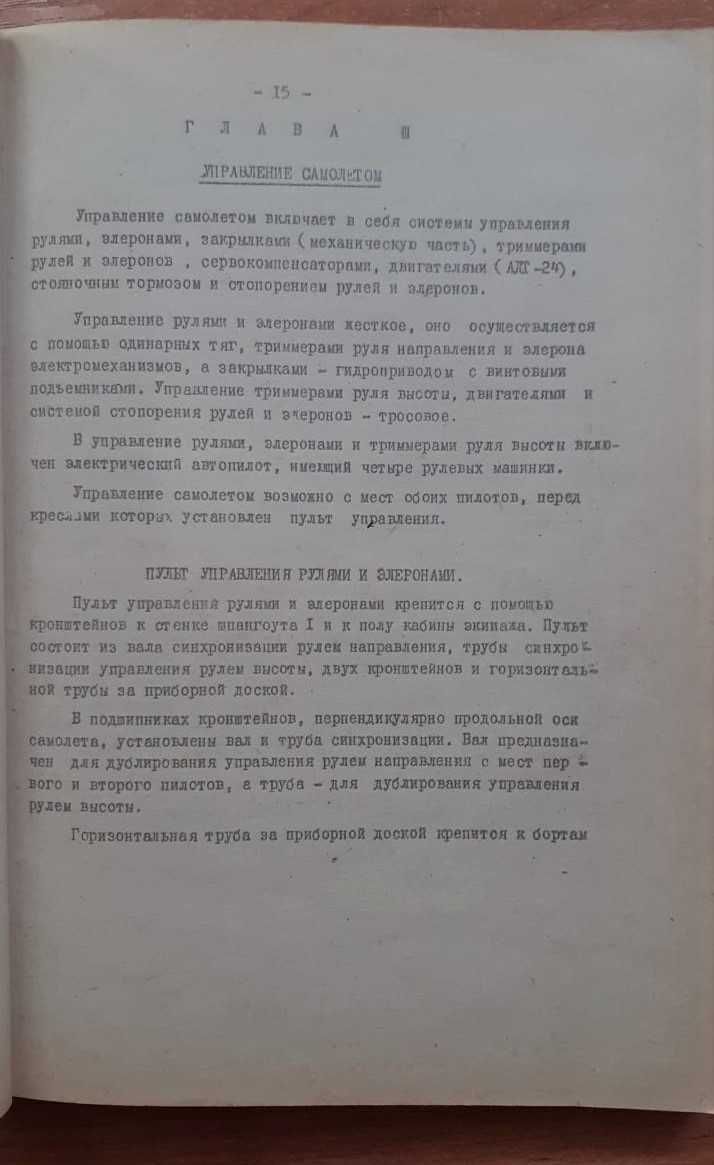 - 15 -
Г Л А В А Ш
УПРАВЛЕНИЕ САМОЛЕТОМ
Управление самолетом включает в себя системы управления
рулями, элеронами, закрылками (механическую часть), триммерами
рулей и элеронов , сервокомпенсаторами, двигателями ( АЛГ-24),
стояночным тормозом и стопорением рулей и элеронов.
Управление рулями и элеронами жесткое, оно осуществляется
с помощью одинарных тяг, триммерами руля направления и элерона
электромеханизмов, а закрылками - гидроприводом с винтовыми
подъемниками. Управление триммерами руля высоты, двигателями и
системой стопорения рулей и элеронов - тросовое.
В управление рулями, элеронами и триммерами руля высоты вклю-
чен электрический автопилот, имеющий четыре рулевых машинки.
Управление самолетом возможно с мест обоих пилотов, перед
креслами которых установлен пульт управления.
ПУЛЬТ УПРАВЛЕНИЯ РУЛЯМИ И ЭЛЕРОНАМИ.
Пульт управления рулями и элеронами крепится с помощью
кронштейнов к стенке шпангоута I и к полу кабины экипажа. Пульт
состоит из вала синхронизации рулем направления, трубы синхро-
низации управления рулем высоты, двух кронштейнов и горизонталь-
ной трубы за приборной доской.
В подшипниках кронштейнов, перпендикулярно продольной оси
самолета, установлены вал и труба синхронизации. Вал предназна-
чен для дублирования управления рулем направления с мест пер -
вого и второго пилотов, а труба - для дублирования управления
рулем высоты.
Горизонтальная труба за приборной доской крепится к бортам